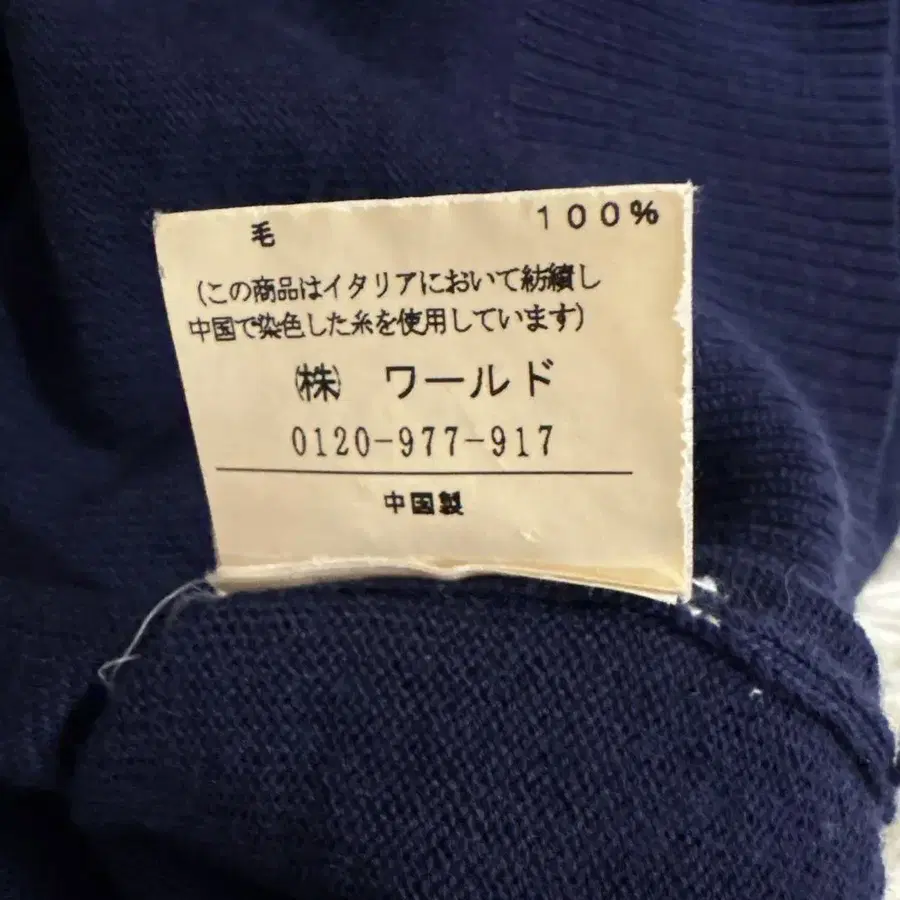 毛 100%
(この商品はイタリアにおいて紡績し
中国で染色した糸を使用しています)
㈱ ワールド
0120-977-917
中国製